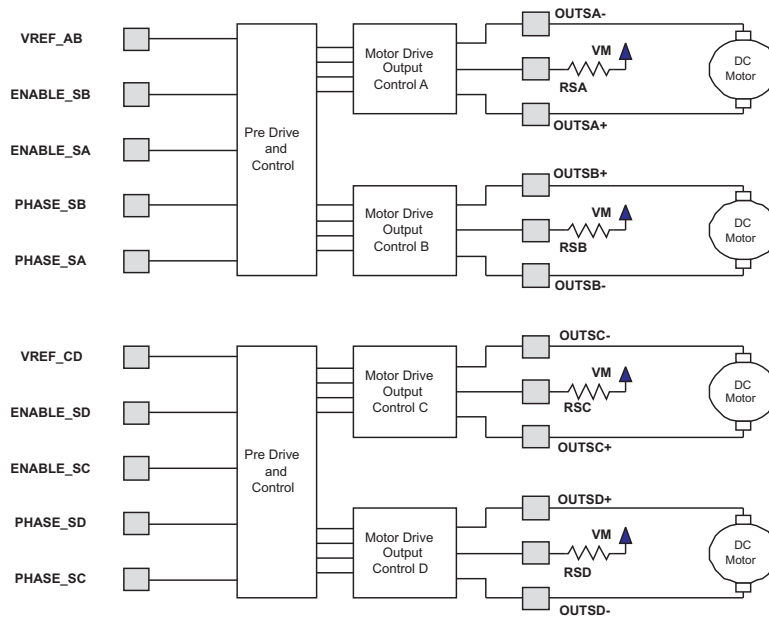 VREF_AB
ENABLE_SB
ENABLE_SA
PHASE_SB
PHASE_SA
Pre Drive
and
Control
Motor Drive
Output
Control A
OUTSA-
VM
RSA
OUTSA+
DC
Motor
Motor Drive
Output
Control B
OUTSB+
VM
RSB
OUTSB-
DC
Motor
VREF_CD
ENABLE_SD
ENABLE_SC
PHASE_SD
PHASE_SC
Pre Drive
and
Control
Motor Drive
Output
Control C
OUTSC-
VM
RSC
OUTSC+
DC
Motor
Motor Drive
Output
Control D
OUTSD+
VM
RSD
OUTSD-
DC
Motor